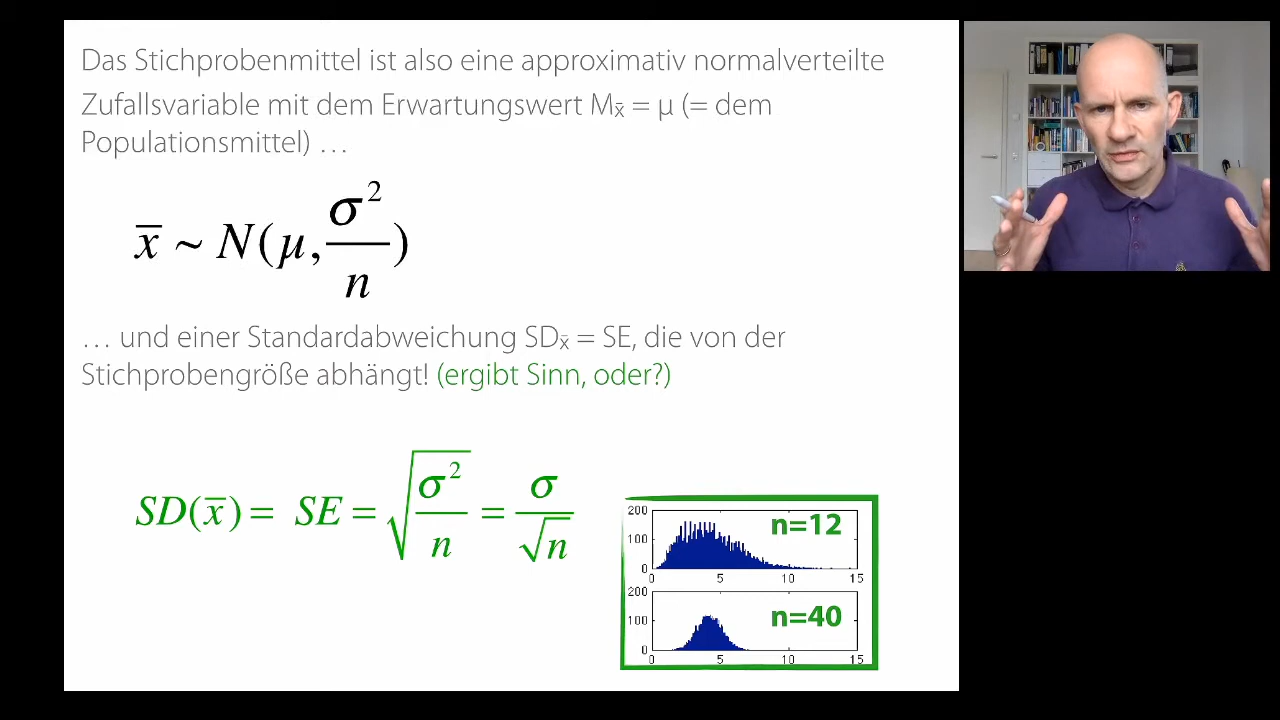 Das Stichprobenmittel ist also eine approximativ normalverteilte
Zufallsvariable mit dem Erwartungswert Mx̄ = μ (= dem
Populationsmittel) …
x̄ ~ N(μ, σ²/n)
… und einer Standardabweichung SDx̄ = SE, die von der
Stichprobengröße abhängt! (ergibt Sinn, oder?)
SD(x̄) = SE = √(σ²/n) = σ/√n
200
n=12
100
0
0 5 10 15
200
n=40
100
0
0 5 10 15